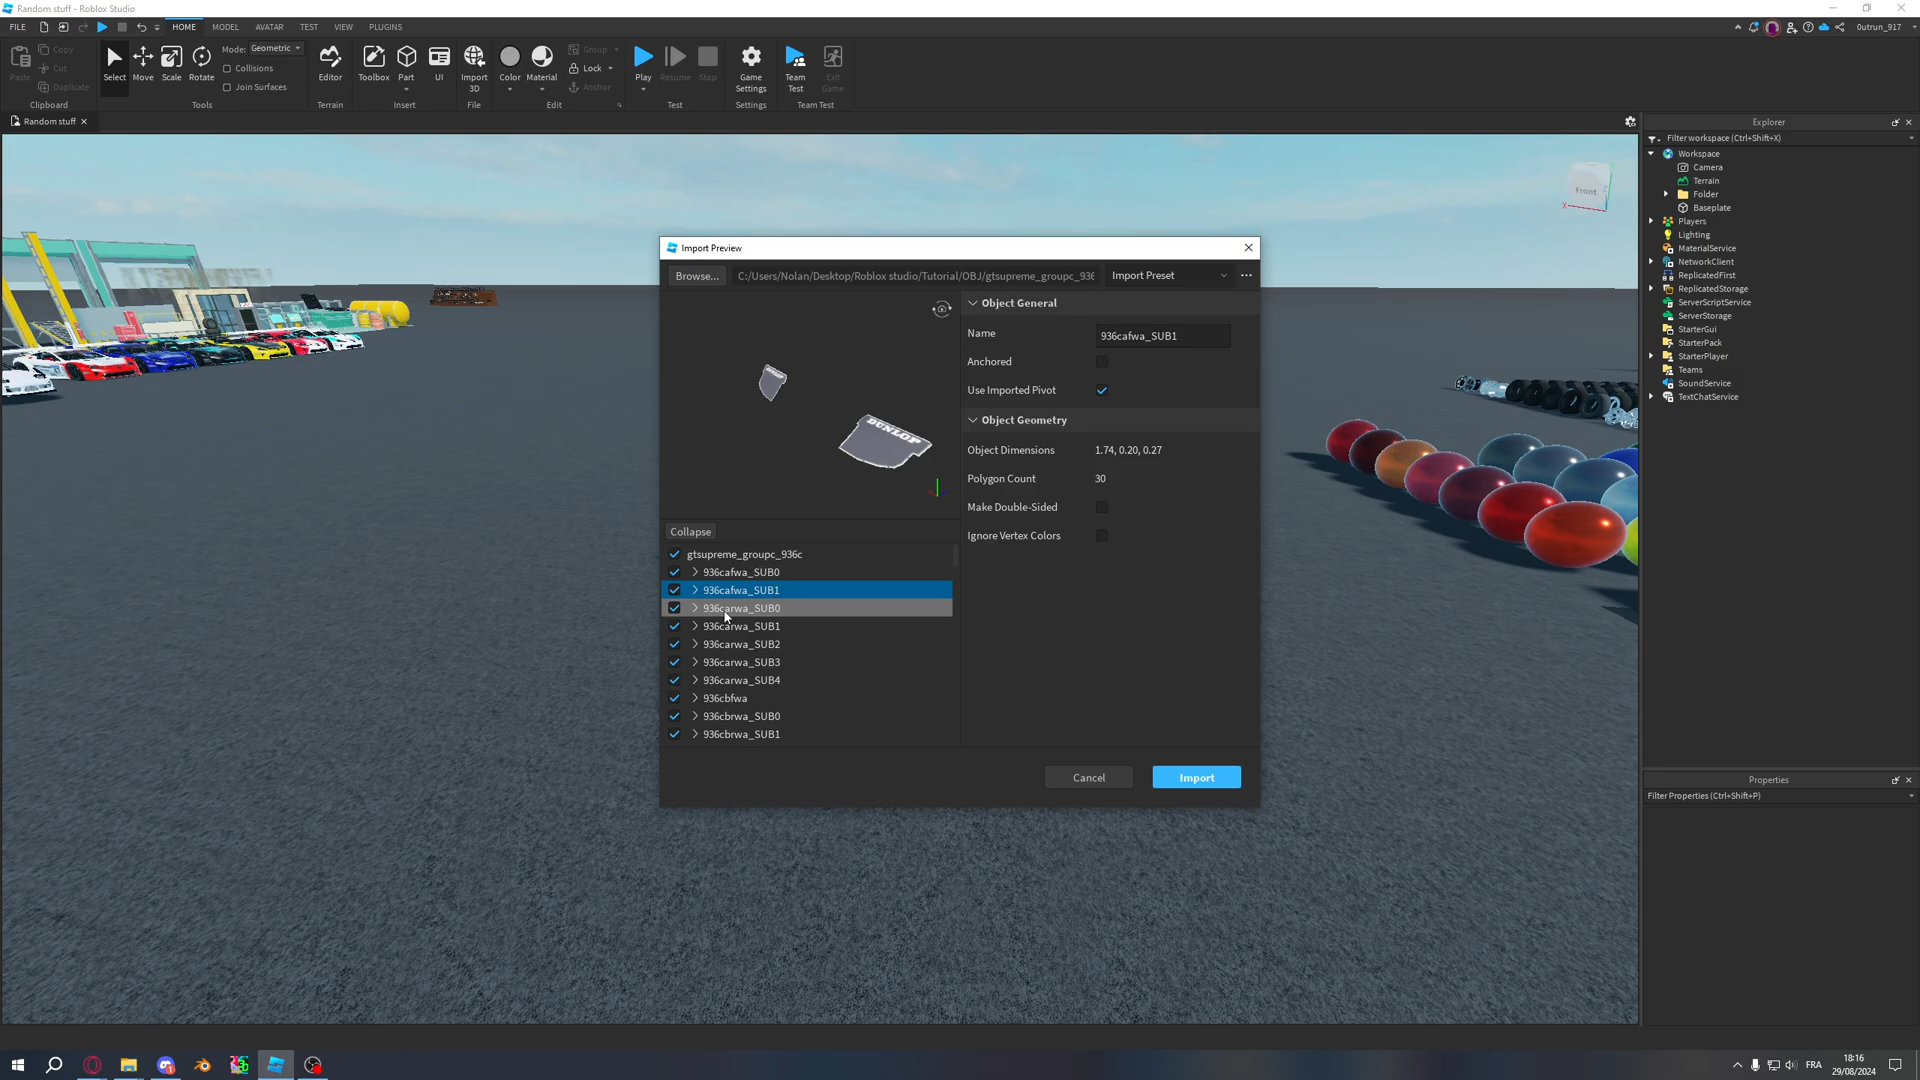 Random stuff - Roblox Studio
FILE HOME MODEL AVATAR TEST VIEW PLUGINS 0utrun_917
Paste Copy Cut Duplicate Clipboard
Select Move Scale Rotate Mode: Geometric Collisions Join Surfaces Tools
Editor Terrain
Toolbox Part UI Insert
Import 3D File
Color Material Group Lock Anchor Edit
Play Resume Stop Test
Game Settings Settings
Team Test Exit Game Team Test
Random stuff
Front
Import Preview
Browse... C:/Users/Nolan/Desktop/Roblox studio/Tutorial/OBJ/gtsupreme_groupc_936 Import Preset
DUNLOP
Collapse
gtsupreme_groupc_936c
936cafwa_SUB0
936cafwa_SUB1
936carwa_SUB0
936carwa_SUB1
936carwa_SUB2
936carwa_SUB3
936carwa_SUB4
936cbfwa
936cbrwa_SUB0
936cbrwa_SUB1
Object General
Name 936cafwa_SUB1
Anchored
Use Imported Pivot
Object Geometry
Object Dimensions 1.74, 0.20, 0.27
Polygon Count 30
Make Double-Sided
Ignore Vertex Colors
Cancel Import
Explorer
Filter workspace (Ctrl+Shift+X)
Workspace
Camera
Terrain
Folder
Baseplate
Players
Lighting
MaterialService
NetworkClient
ReplicatedFirst
ReplicatedStorage
ServerScriptService
ServerStorage
StarterGui
StarterPack
StarterPlayer
Teams
SoundService
TextChatService
Properties
Filter Properties (Ctrl+Shift+P)
FRA
18:16
29/08/2024